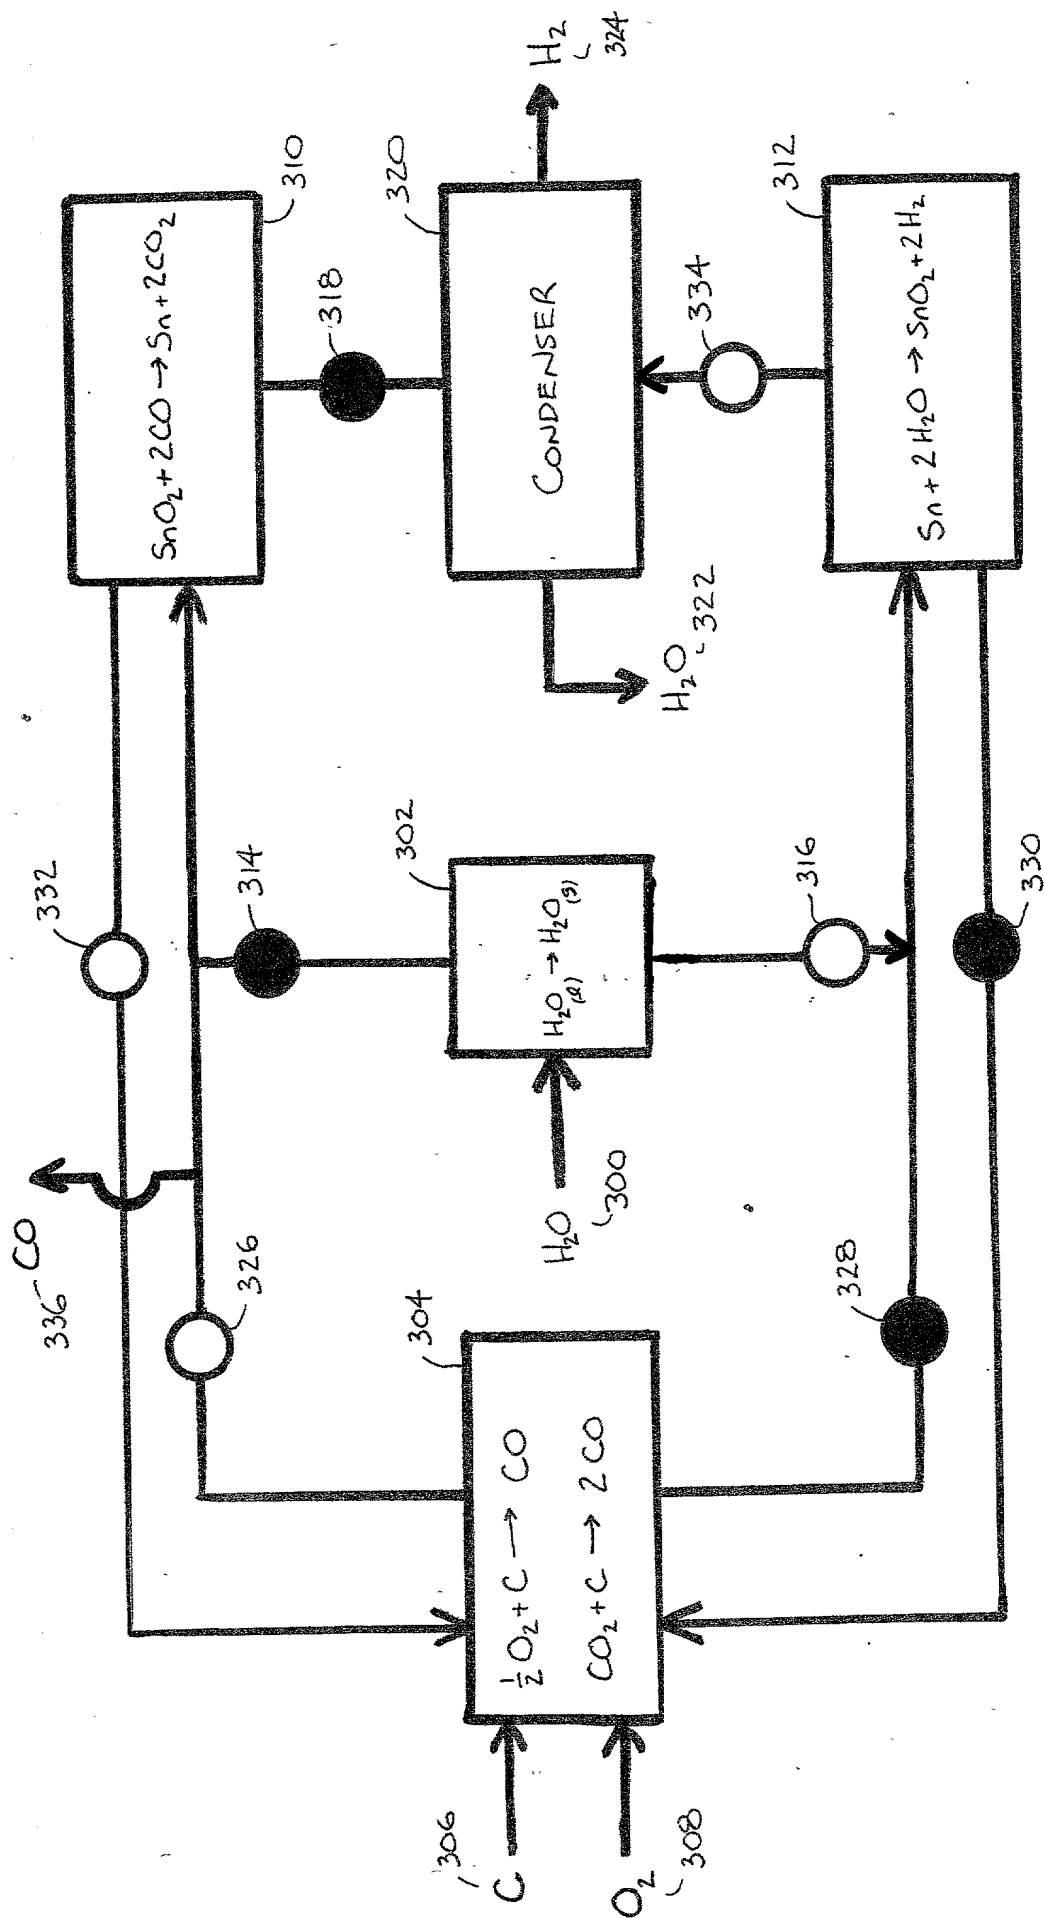 336 CO
332
326
314
SnO₂ + 2CO → Sn + 2CO₂
310
318
C 306
O₂ 308
304
½O₂ + C → CO
CO₂ + C → 2CO
H₂O
300
302
H₂O(l) → H₂O(g)
H₂O
322
320
CONDENSER
H₂
324
334
316
328
330
312
Sn + 2H₂O → SnO₂ + 2H₂